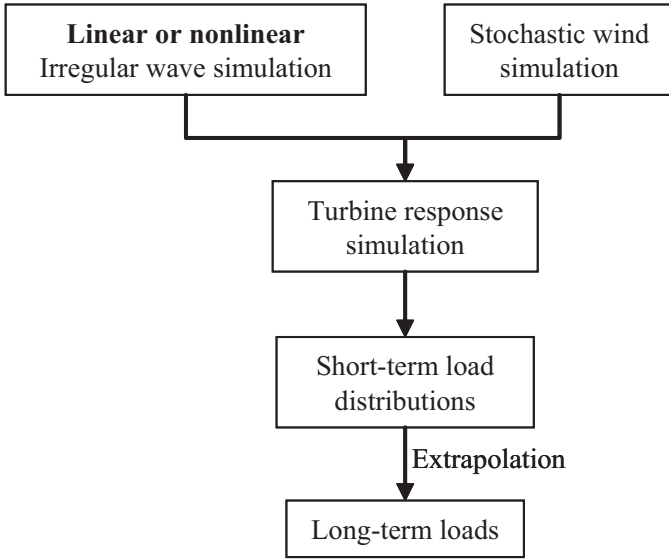 Linear or nonlinear
Irregular wave simulation
Stochastic wind
simulation
Turbine response
simulation
Short-term load
distributions
Extrapolation
Long-term loads